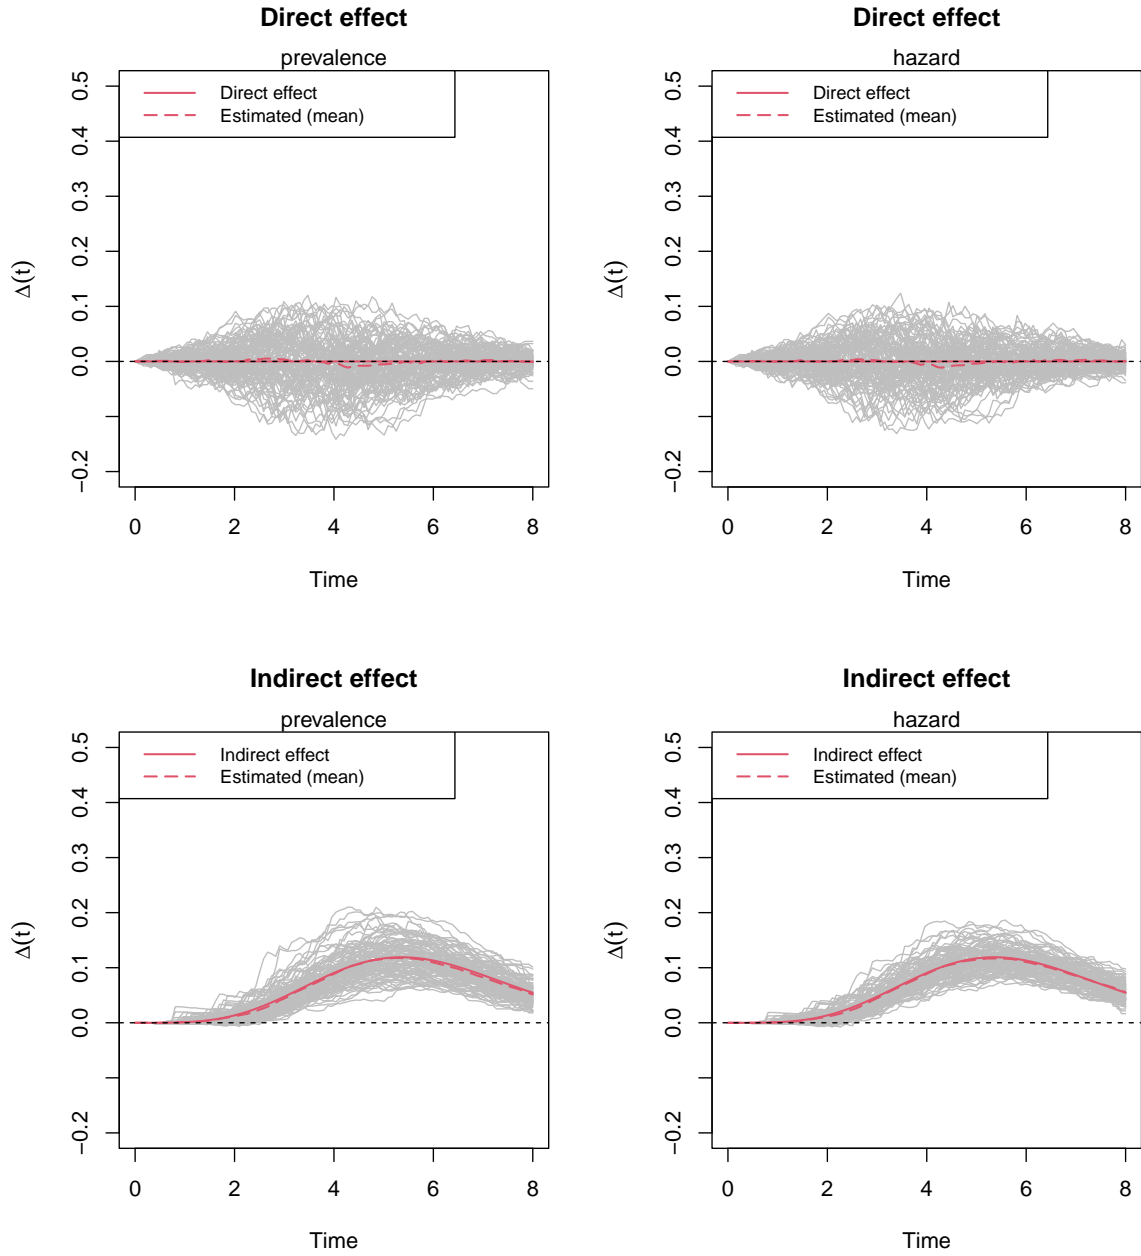 Direct effect
prevalence
Direct effect
Estimated (mean)
Δ(t)
0.5
0.4
0.3
0.2
0.1
0.0
−0.2
0 2 4 6 8
Time
Direct effect
hazard
Direct effect
Estimated (mean)
Δ(t)
0.5
0.4
0.3
0.2
0.1
0.0
−0.2
0 2 4 6 8
Time
Indirect effect
prevalence
Indirect effect
Estimated (mean)
Δ(t)
0.5
0.4
0.3
0.2
0.1
0.0
−0.2
0 2 4 6 8
Time
Indirect effect
hazard
Indirect effect
Estimated (mean)
Δ(t)
0.5
0.4
0.3
0.2
0.1
0.0
−0.2
0 2 4 6 8
Time